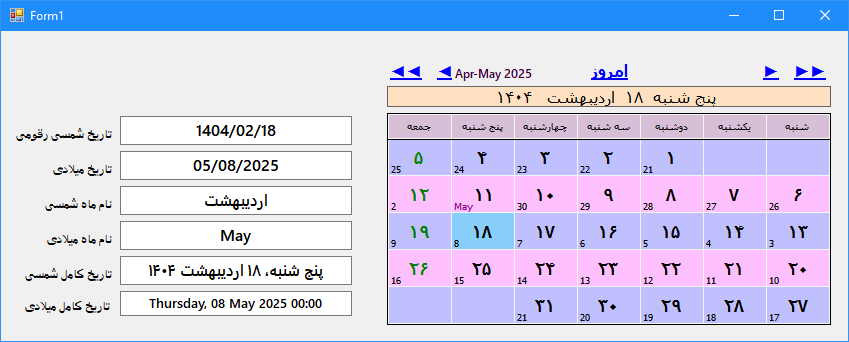 Form1
◄◄ ◄ Apr-May 2025 امروز ► ►►
پنج شنبه ۱۸ اردیبهشت ۱۴۰۴
شنبه یکشنبه دوشنبه سه شنبه چهارشنبه پنج شنبه جمعه
۱ 21 ۲ 22 ۳ 23 ۴ 24 ۵ 25
۶ 26 ۷ 27 ۸ 28 ۹ 29 ۱۰ 30 ۱۱ May ۱۲ 2
۱۳ 3 ۱۴ 4 ۱۵ 5 ۱۶ 6 ۱۷ 7 ۱۸ 8 ۱۹ 9
۲۰ 10 ۲۱ 11 ۲۲ 12 ۲۳ 13 ۲۴ 14 ۲۵ 15 ۲۶ 16
۲۷ 17 ۲۸ 18 ۲۹ 19 ۳۰ 20 ۳۱ 21
تاریخ شمسی رقومی 1404/02/18
تاریخ میلادی 05/08/2025
نام ماه شمسی اردیبهشت
نام ماه میلادی May
تاریخ کامل شمسی پنج شنبه، ۱۸ اردیبهشت ۱۴۰۴
تاریخ کامل میلادی Thursday, 08 May 2025 00:00